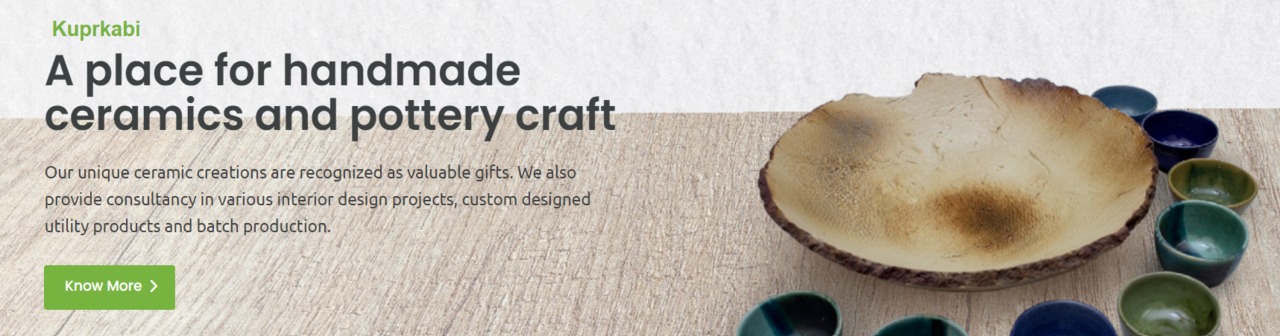 Kuprkabi
A place for handmade
ceramics and pottery craft
Our unique ceramic creations are recognized as valuable gifts. We also
provide consultancy in various interior design projects, custom designed
utility products and batch production.
Know More